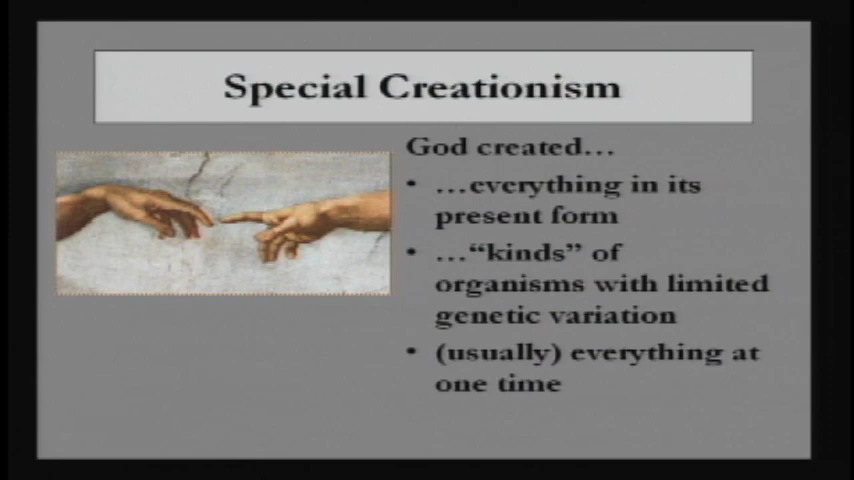 Special Creationism
God created…
• …everything in its
present form
• …“kinds” of
organisms with limited
genetic variation
• (usually) everything at
one time